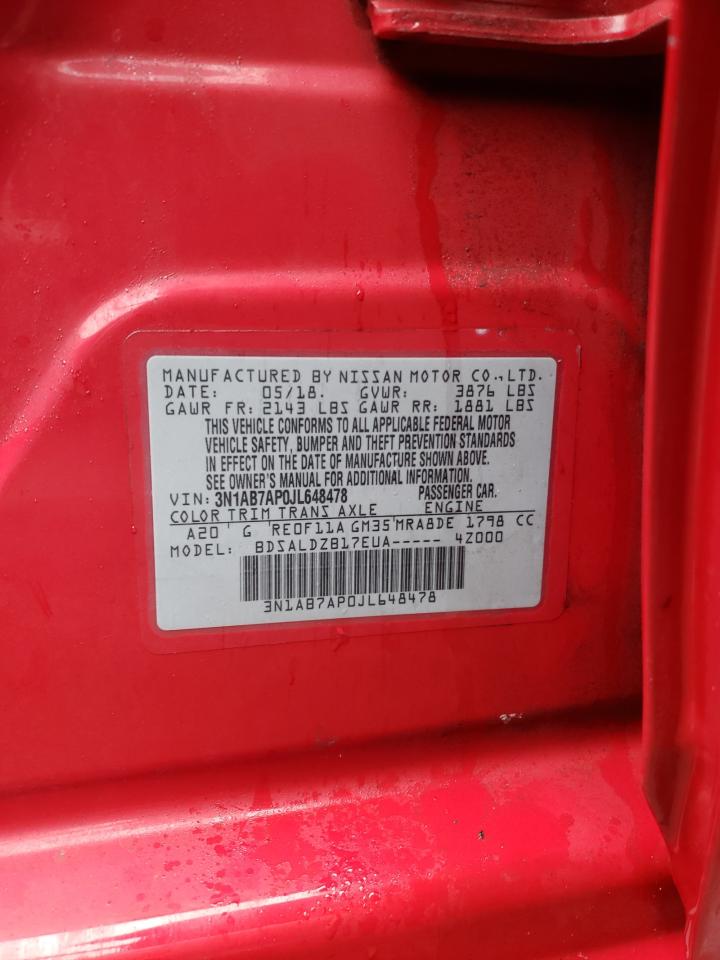 MANUFACTURED BY NISSAN MOTOR CO.,LTD.
DATE: 05/18. GVWR: 3876 LBS
GAWR FR: 2143 LBS GAWR RR: 1881 LBS
THIS VEHICLE CONFORMS TO ALL APPLICABLE FEDERAL MOTOR
VEHICLE SAFETY, BUMPER AND THEFT PREVENTION STANDARDS
IN EFFECT ON THE DATE OF MANUFACTURE SHOWN ABOVE.
SEE OWNER'S MANUAL FOR ADDITIONAL INFORMATION.
VIN: 3N1AB7AP0JL648478 PASSENGER CAR.
COLOR TRIM TRANS AXLE ENGINE
A20 G RE0F11A GM35 MRA8DE 1798 CC
MODEL: BDSALDZB17EUA----- 4Z000
3N1AB7AP0JL648478